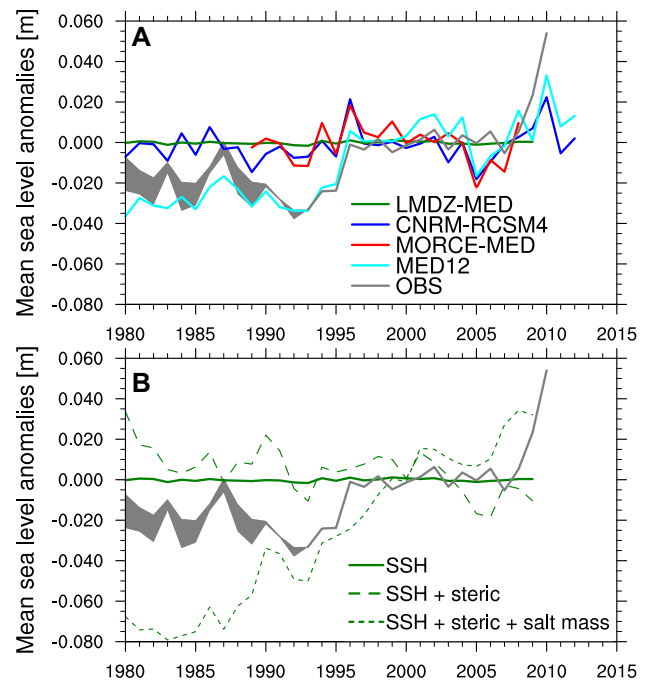 Mean sea level anomalies [m]
A
0.060
0.040
0.020
0.000
-0.020
-0.040
-0.060
-0.080
LMDZ-MED
CNRM-RCSM4
MORCE-MED
MED12
OBS
1980 1985 1990 1995 2000 2005 2010 2015
Mean sea level anomalies [m]
B
0.060
0.040
0.020
0.000
-0.020
-0.040
-0.060
-0.080
SSH
SSH + steric
SSH + steric + salt mass
1980 1985 1990 1995 2000 2005 2010 2015